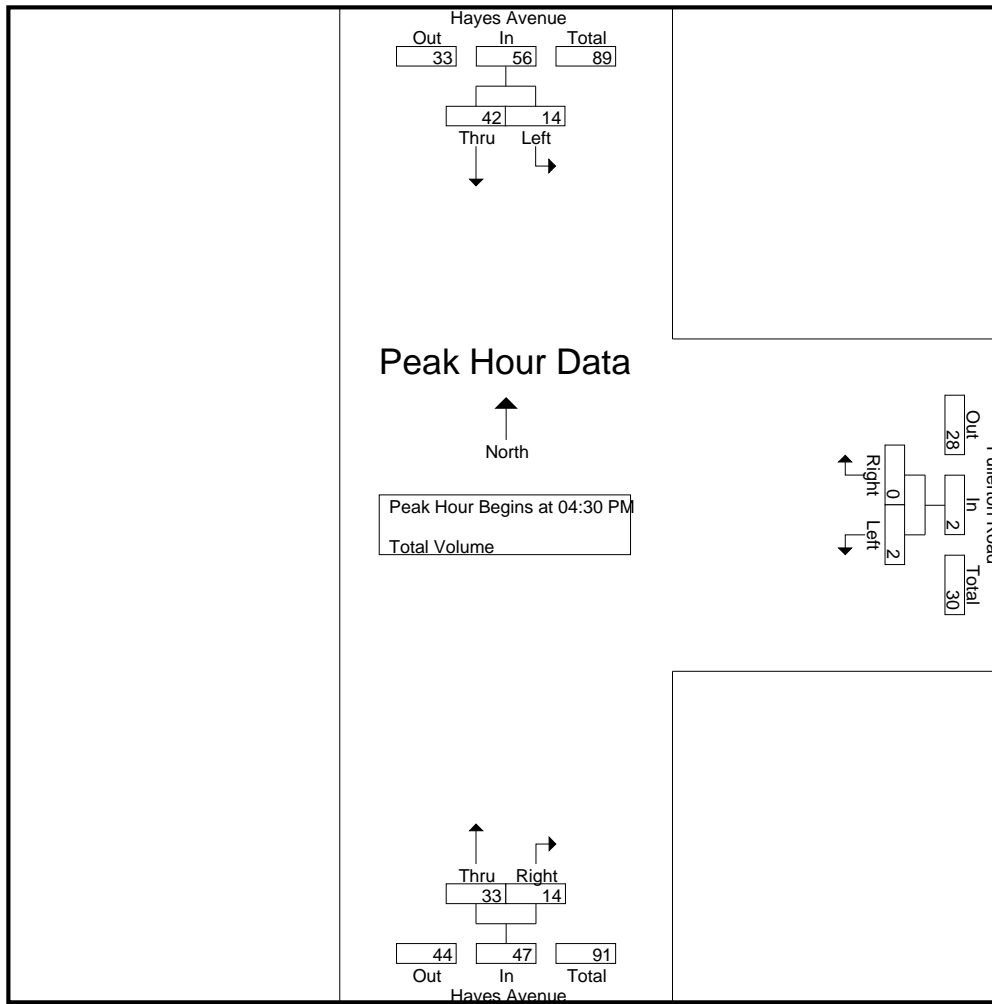 Hayes Avenue
Out In Total
33 56 89
42 14
Thru Left
Peak Hour Data
North
Peak Hour Begins at 04:30 PM
Total Volume
Right Left
0 2
Out In Total
28 2 30
Road
Thru Right
33 14
44 47 91
Out In Total
Hayes Avenue